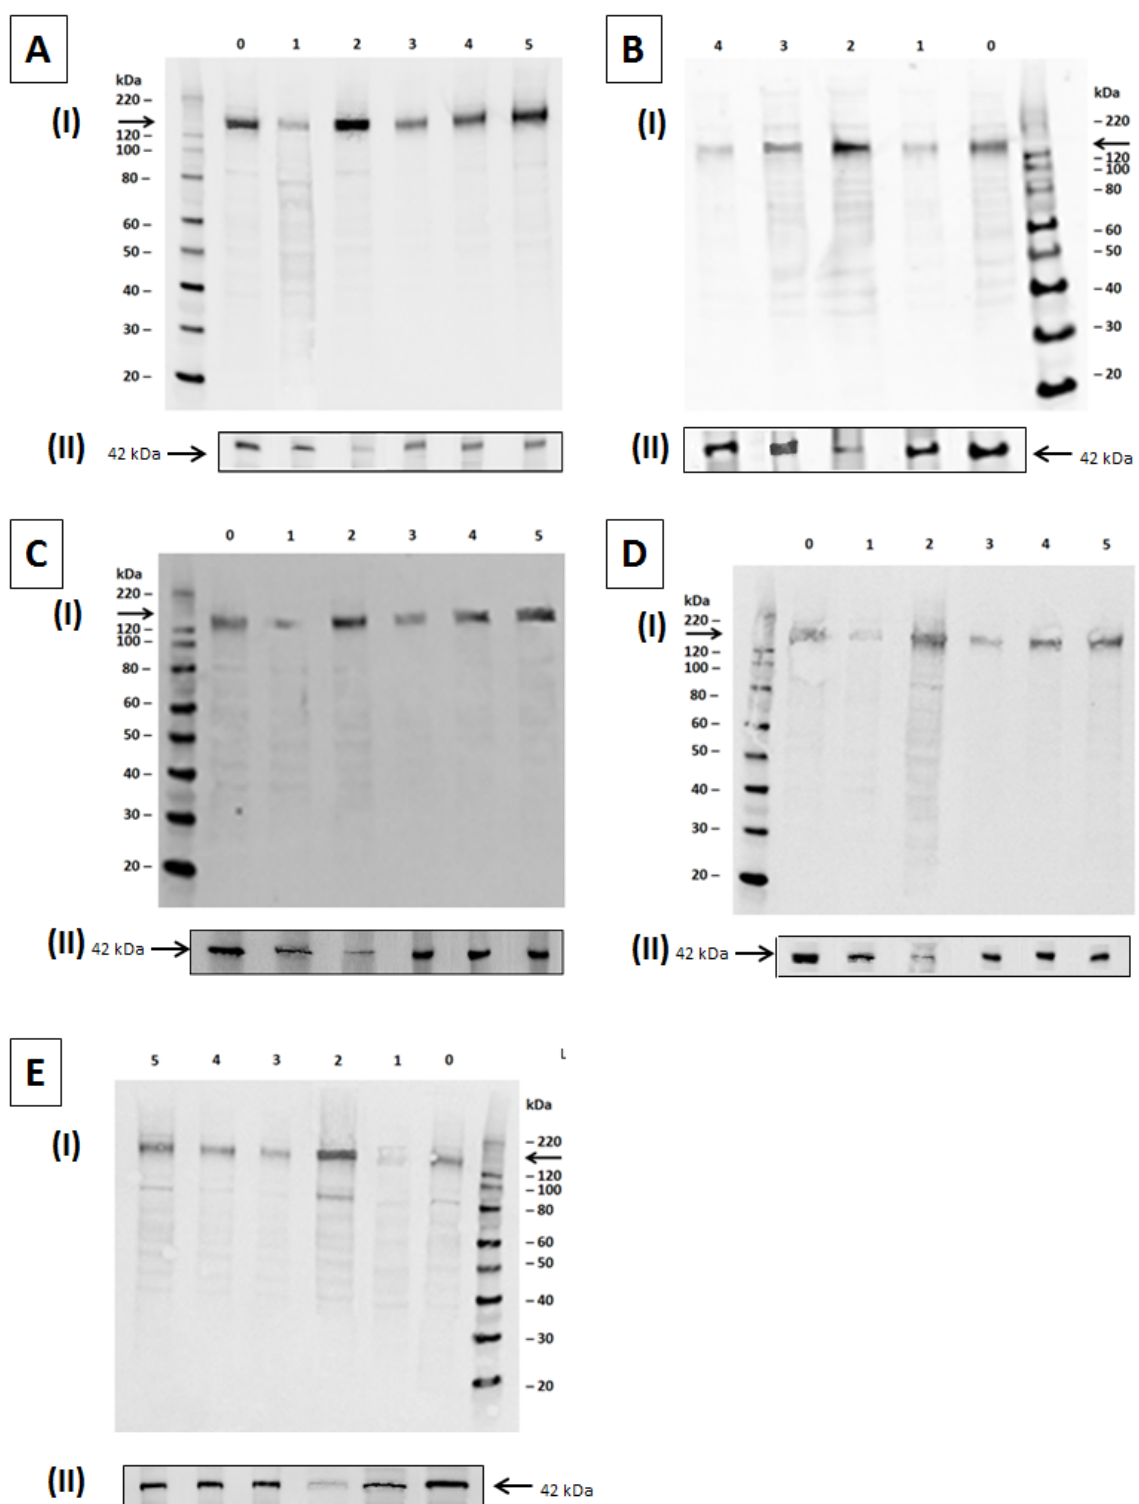 A
0 1 2 3 4 5
kDa
(I)
220 –
120 –
100 –
80 –
60 –
50 –
40 –
30 –
20 –
(II)
42 kDa
B
4 3 2 1 0
kDa
(I)
– 220
– 120
– 100
– 80
– 60
– 50
– 40
– 30
– 20
(II)
42 kDa
C
0 1 2 3 4 5
kDa
220 –
(I)
120 –
100 –
80 –
60 –
50 –
40 –
30 –
20 –
(II)
42 kDa
D
0 1 2 3 4 5
kDa
220 –
(I)
120 –
100 –
80 –
60 –
50 –
40 –
30 –
20 –
(II)
42 kDa
E
5 4 3 2 1 0
kDa
(I)
– 220
– 120
– 100
– 80
– 60
– 50
– 40
– 30
– 20
(II)
42 kDa